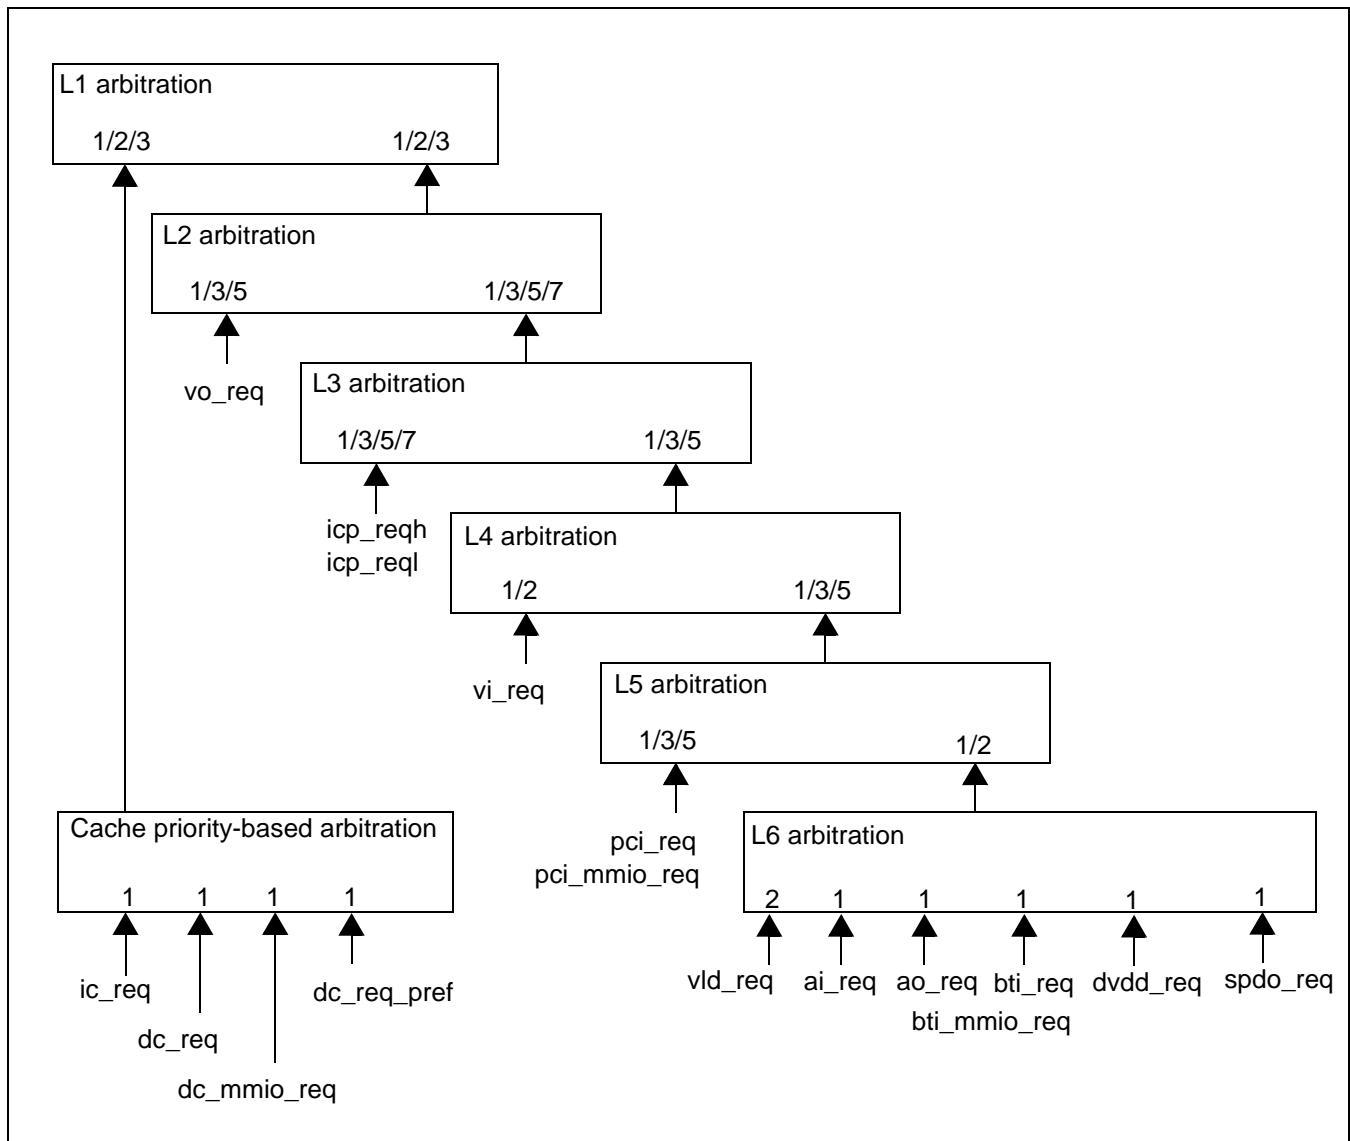 L1 arbitration
1/2/3 1/2/3
L2 arbitration
1/3/5 1/3/5/7
vo_req
L3 arbitration
1/3/5/7 1/3/5
icp_reqh
icp_reql
L4 arbitration
1/2 1/3/5
vi_req
L5 arbitration
1/3/5 1/2
pci_req
pci_mmio_req
Cache priority-based arbitration
1 1 1 1
ic_req
dc_req_pref
dc_req
dc_mmio_req
L6 arbitration
2 1 1 1 1 1
vld_req ai_req ao_req bti_req dvdd_req spdo_req
bti_mmio_req